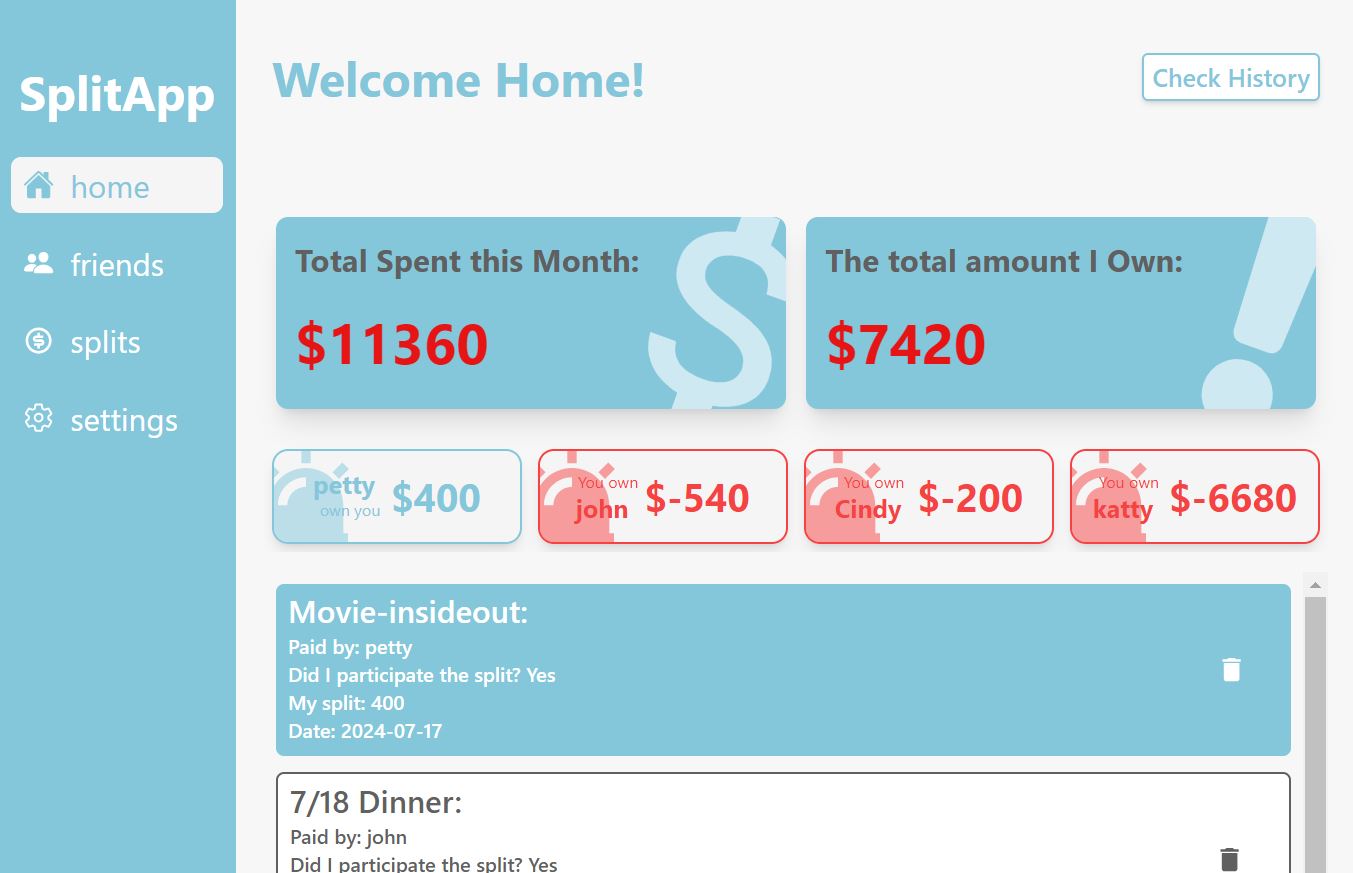 SplitApp
home
friends
splits
settings
Welcome Home!
Check History
Total Spent this Month:
$11360
The total amount I Own:
$7420
petty
own you
$400
You own
john
$-540
You own
Cindy
$-200
You own
katty
$-6680
Movie-insideout:
Paid by: petty
Did I participate the split? Yes
My split: 400
Date: 2024-07-17
7/18 Dinner:
Paid by: john
Did I participate the split? Yes